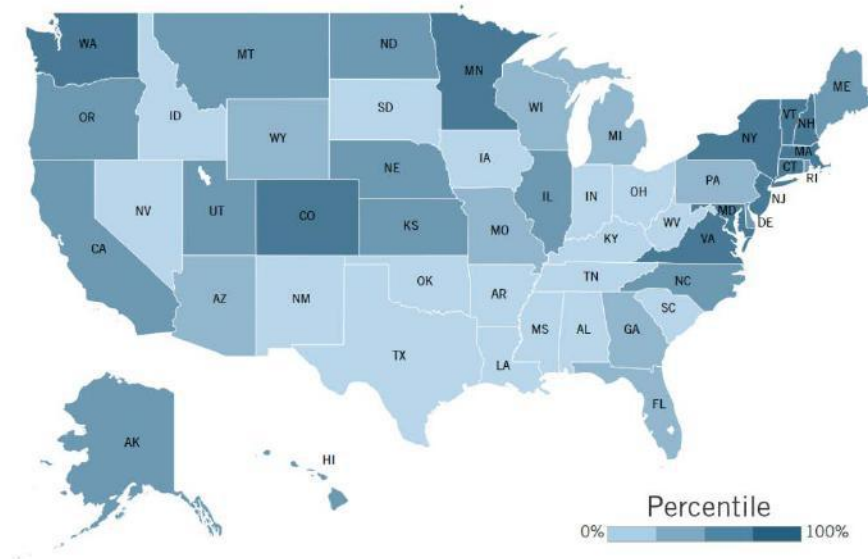 WA
MT
ND
MN
ME
OR
ID
SD
WI
VT
NH
NY
MA
WY
MI
CT
RI
IA
PA
NE
NJ
NV
UT
CO
IL
IN
OH
MD
DE
CA
KS
MO
WV
VA
KY
AZ
NM
OK
AR
TN
NC
SC
MS
AL
GA
TX
LA
FL
AK
HI
Percentile
0% 100%